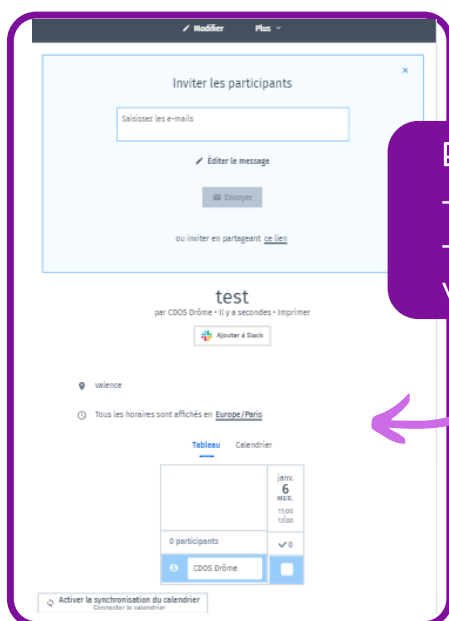 Modifier Plus
×
Inviter les participants
Saisissez les e-mails
Éditer le message
Envoyer
ou inviter en partageant ce lien
test
par CDOS Drôme • Il y a secondes • Imprimer
Ajouter à Slack
valence
Tous les horaires sont affichés en Europe/Paris
Tableau Calendrier
janv.
6
MER.
11:00
12:00
0 participants ✓ 0
CDOS Drôme
Activer la synchronisation du calendrier
Connecter le calendrier